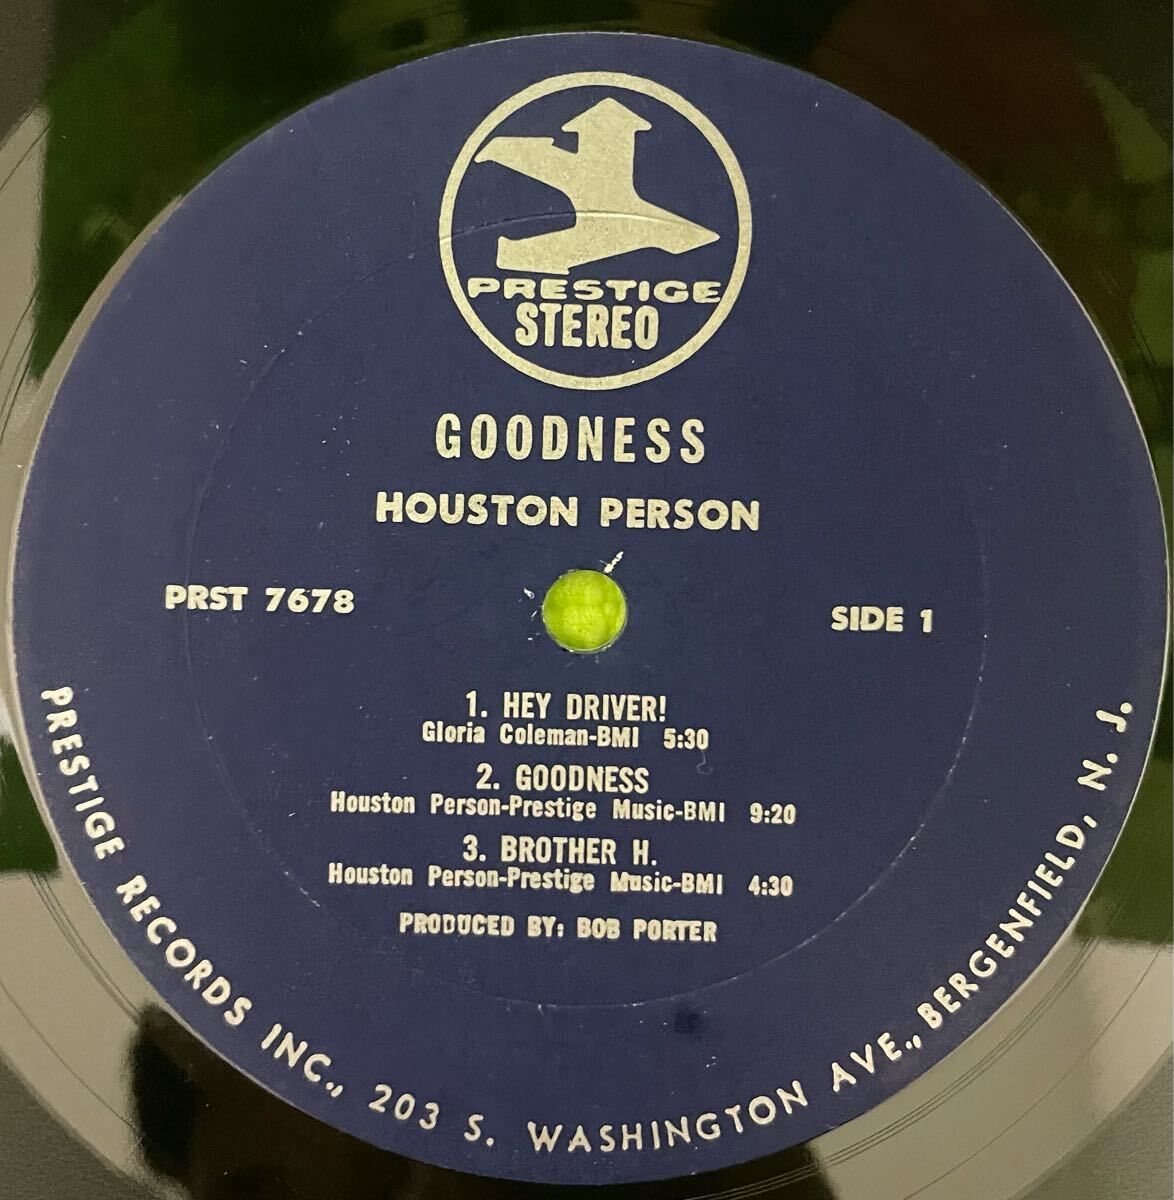 PRESTIGE
STEREO
GOODNESS
HOUSTON PERSON
PRST 7678
SIDE 1
1. HEY DRIVER!
Gloria Coleman-BMI 5:30
2. GOODNESS
Houston Person-Prestige Music-BMI 9:20
3. BROTHER H.
Houston Person-Prestige Music-BMI 4:30
PRODUCED BY: BOB PORTER
PRESTIGE RECORDS INC., 203 S. WASHINGTON AVE., BERGENFIELD, N. J.